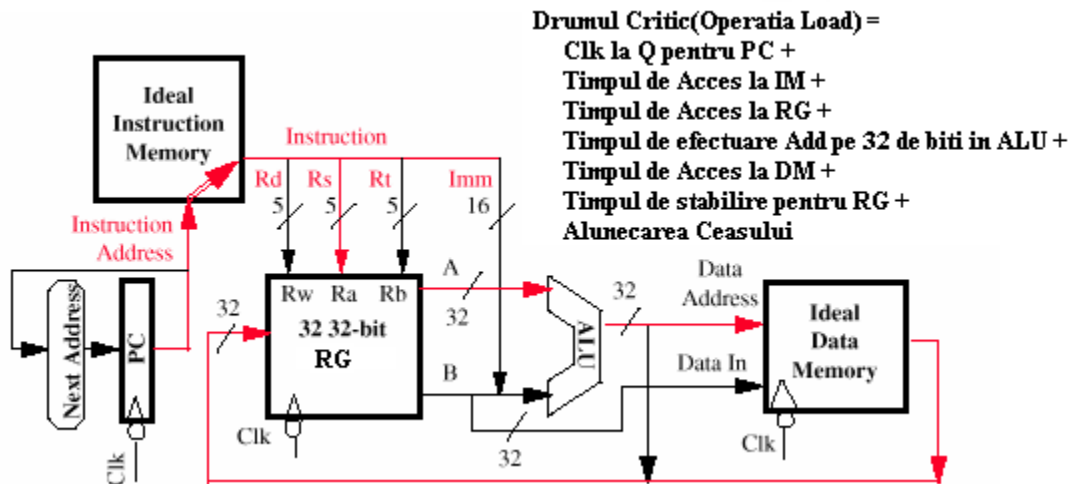 Drumul Critic(Operatia Load) =
Clk la Q pentru PC +
Timpul de Acces la IM +
Timpul de Acces la RG +
Timpul de efectuare Add pe 32 de biti in ALU +
Timpul de Acces la DM +
Timpul de stabilire pentru RG +
Alunecarea Ceasului
Ideal
Instruction
Memory
Instruction
Rd Rs Rt Imm
5 5 5 16
Instruction
Address
Next Address
PC
Clk
32
Rw Ra Rb
32 32-bit
RG
Clk
A
32
B
32
ALU
32
Data
Address
Data In
Ideal
Data
Memory
Clk